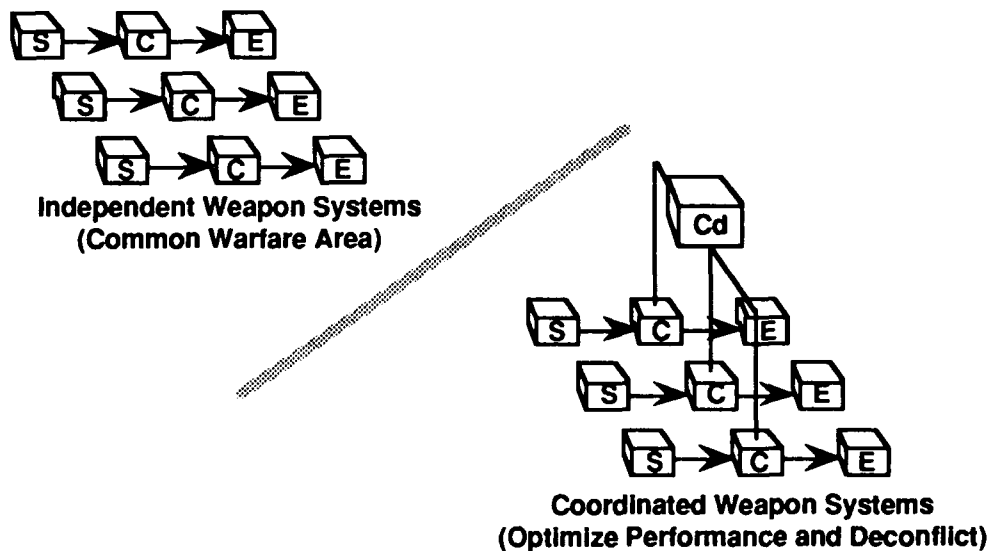 S C E
S C E
S C E
Independent Weapon Systems
(Common Warfare Area)
Cd
S C E
S C E
S C E
Coordinated Weapon Systems
(Optimize Performance and Deconflict)